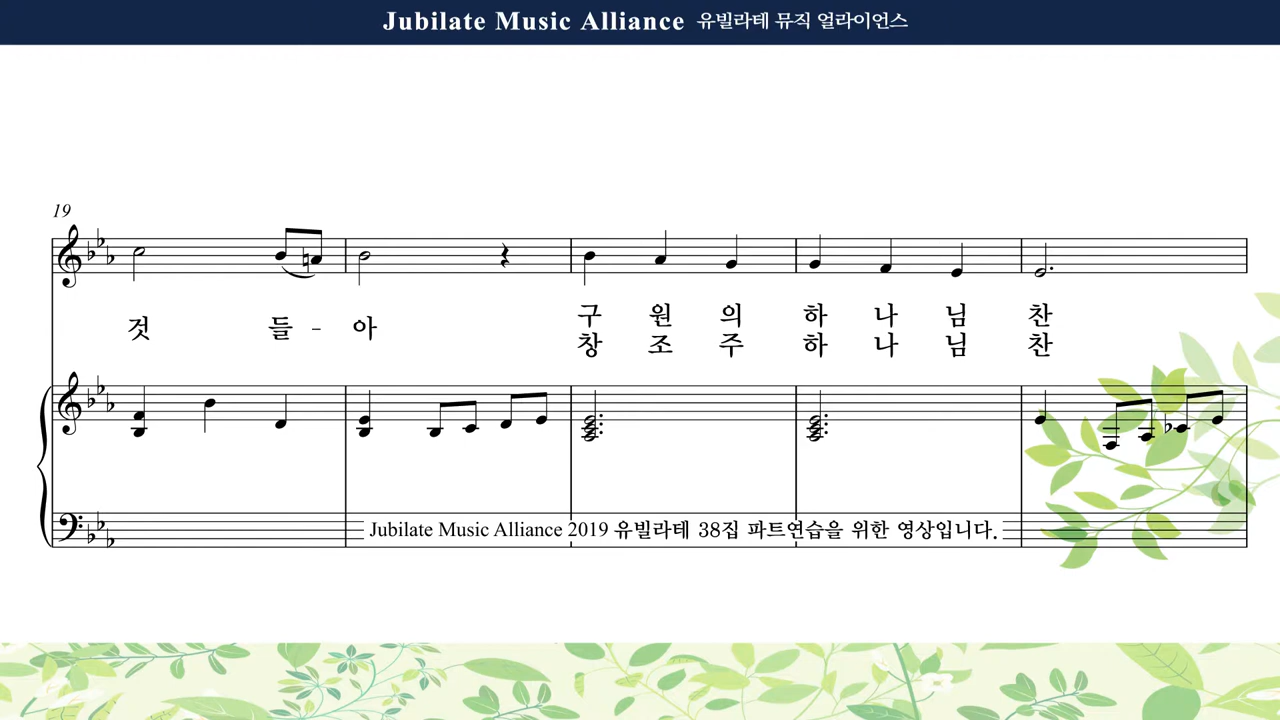 Jubilate Music Alliance 유빌라테 뮤직 얼라이언스
19
것 들 - 아 구 원 의 하 나 님 찬
창 조 주 하 나 님 찬
Jubilate Music Alliance 2019 유빌라테 38집 파트연습을 위한 영상입니다.